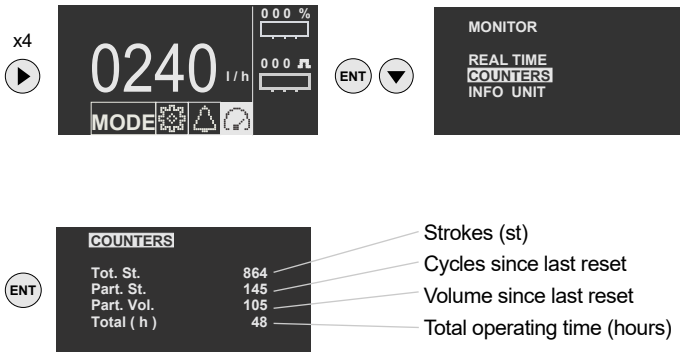 x4
000 %
0240 l/h
000
MODE
ENT
MONITOR
REAL TIME
COUNTERS
INFO UNIT
ENT
COUNTERS
Tot. St. 864
Part. St. 145
Part. Vol. 105
Total ( h ) 48
Strokes (st)
Cycles since last reset
Volume since last reset
Total operating time (hours)